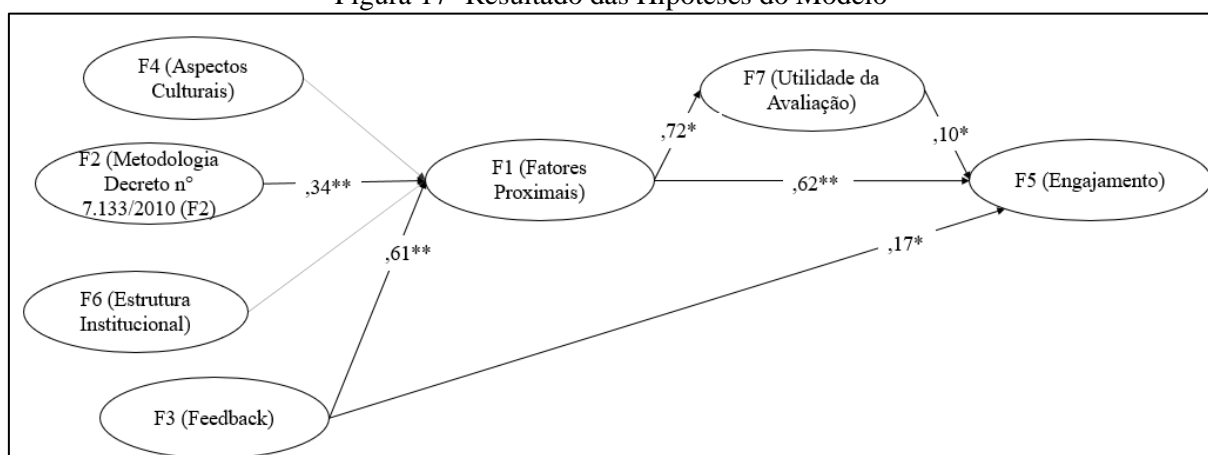 Figura 17- Resultado das Hipóteses do Modelo
F4 (Aspectos
Culturais)
F2 (Metodologia
Decreto n°
7.133/2010 (F2)
F6 (Estrutura
Institucional)
F3 (Feedback)
,34**
,61**
F1 (Fatores
Proximais)
,72*
F7 (Utilidade da
Avaliação)
,10*
,62**
,17*
F5 (Engajamento)